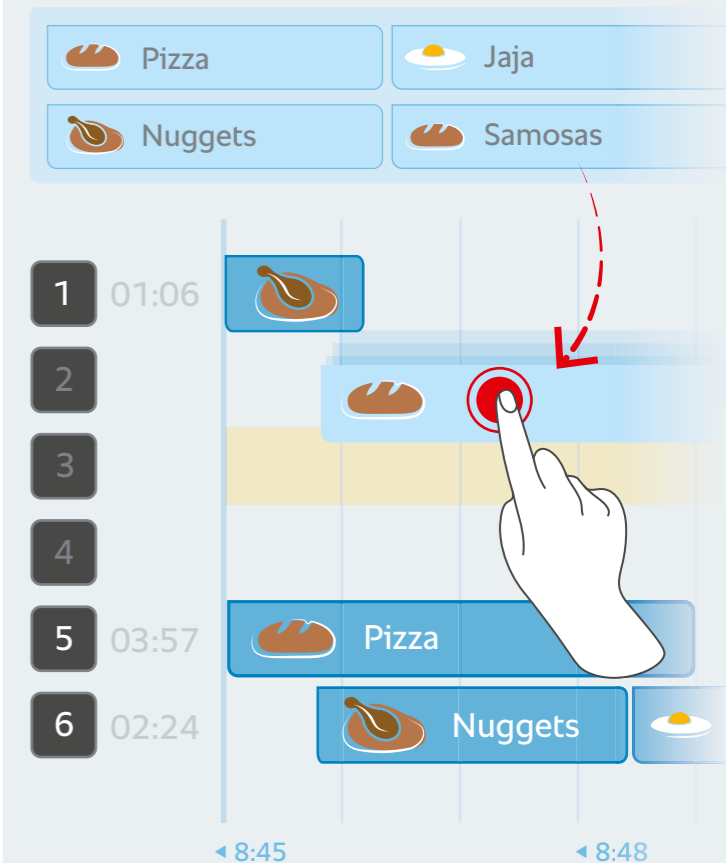 Pizza
Jaja
Nuggets
Samosas
1 01:06
2
3
4
5 03:57 Pizza
6 02:24 Nuggets
8:45
8:48